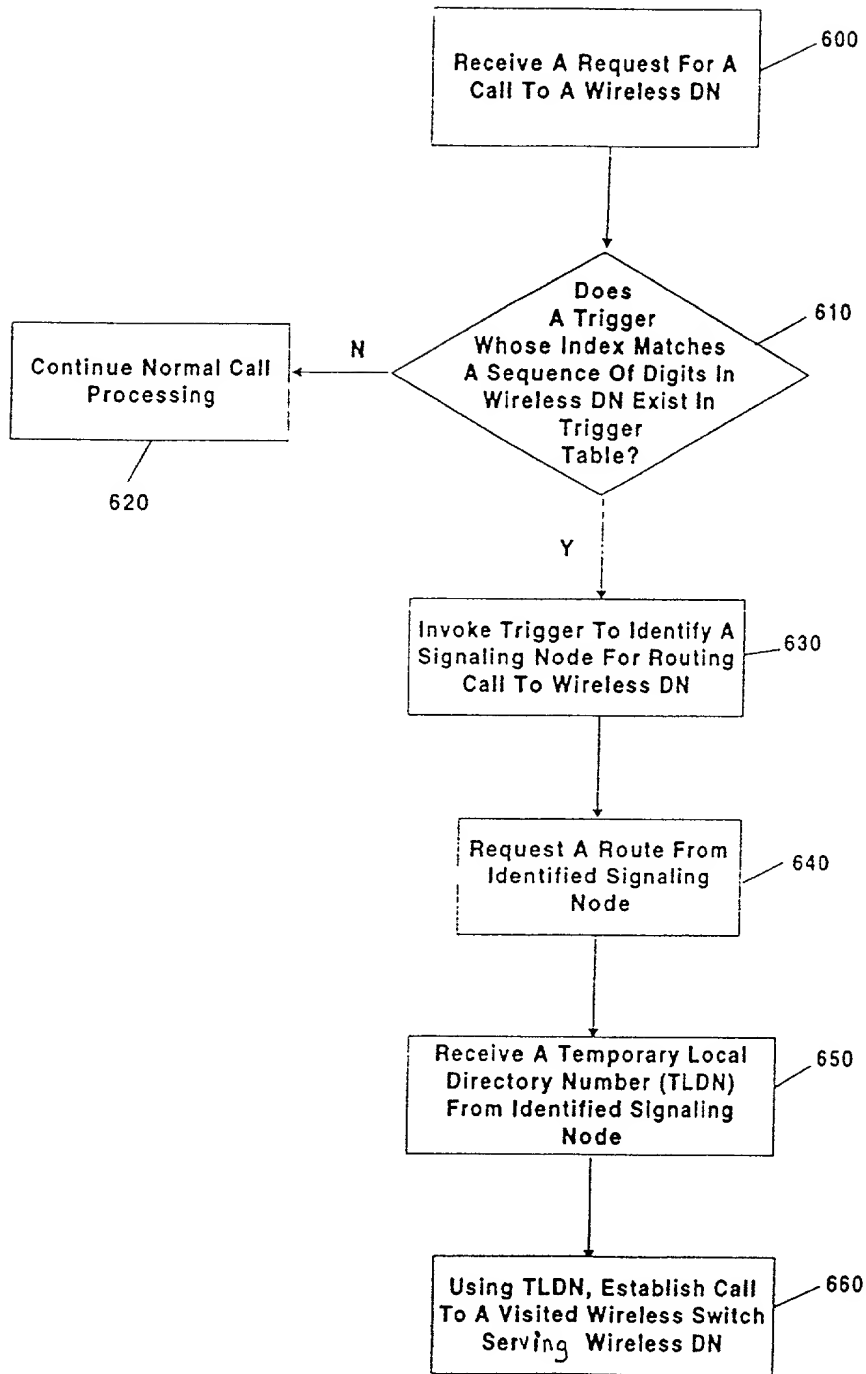 600
Receive A Request For A
Call To A Wireless DN
Does
A Trigger
Whose Index Matches
A Sequence Of Digits In
Wireless DN Exist In
Trigger
Table?
610
N
Continue Normal Call
Processing
620
Y
Invoke Trigger To Identify A
Signaling Node For Routing
Call To Wireless DN
630
Request A Route From
Identified Signaling
Node
640
Receive A Temporary Local
Directory Number (TLDN)
From Identified Signaling
Node
650
Using TLDN, Establish Call
To A Visited Wireless Switch
Serving Wireless DN
660